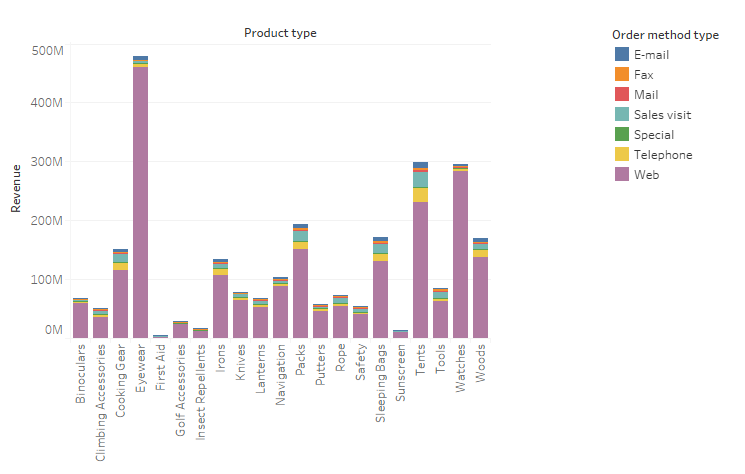 Product type
Order method type
E-mail
Fax
Mail
Sales visit
Special
Telephone
Web
Revenue
500M
400M
300M
200M
100M
0M
Binoculars
Climbing Accessories
Cooking Gear
Eyewear
First Aid
Golf Accessories
Insect Repellents
Irons
Knives
Lanterns
Navigation
Packs
Putters
Rope
Safety
Sleeping Bags
Sunscreen
Tents
Tools
Watches
Woods